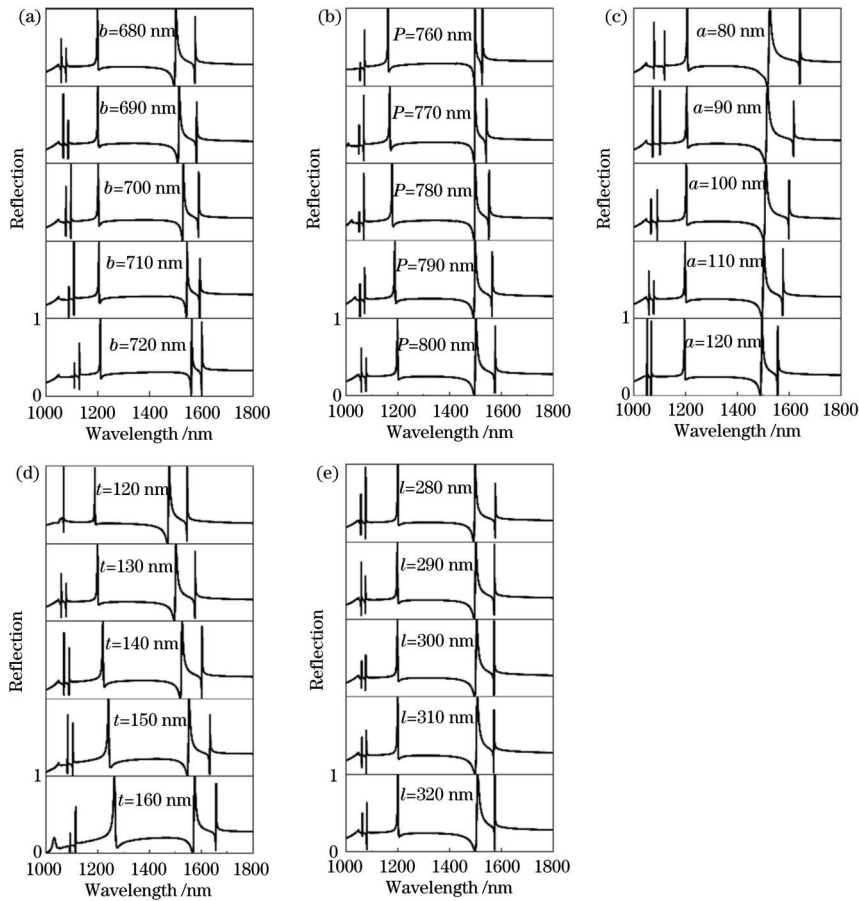 (a)
b=680 nm
b=690 nm
b=700 nm
b=710 nm
b=720 nm
Reflection
1
0
1000 1200 1400 1600 1800
Wavelength /nm
(b)
P=760 nm
P=770 nm
P=780 nm
P=790 nm
P=800 nm
Reflection
1
0
1000 1200 1400 1600 1800
Wavelength /nm
(c)
a=80 nm
a=90 nm
a=100 nm
a=110 nm
a=120 nm
Reflection
1
0
1000 1200 1400 1600 1800
Wavelength /nm
(d)
t=120 nm
t=130 nm
t=140 nm
t=150 nm
t=160 nm
Reflection
1
0
1000 1200 1400 1600 1800
Wavelength /nm
(e)
l=280 nm
l=290 nm
l=300 nm
l=310 nm
l=320 nm
Reflection
1
0
1000 1200 1400 1600 1800
Wavelength /nm